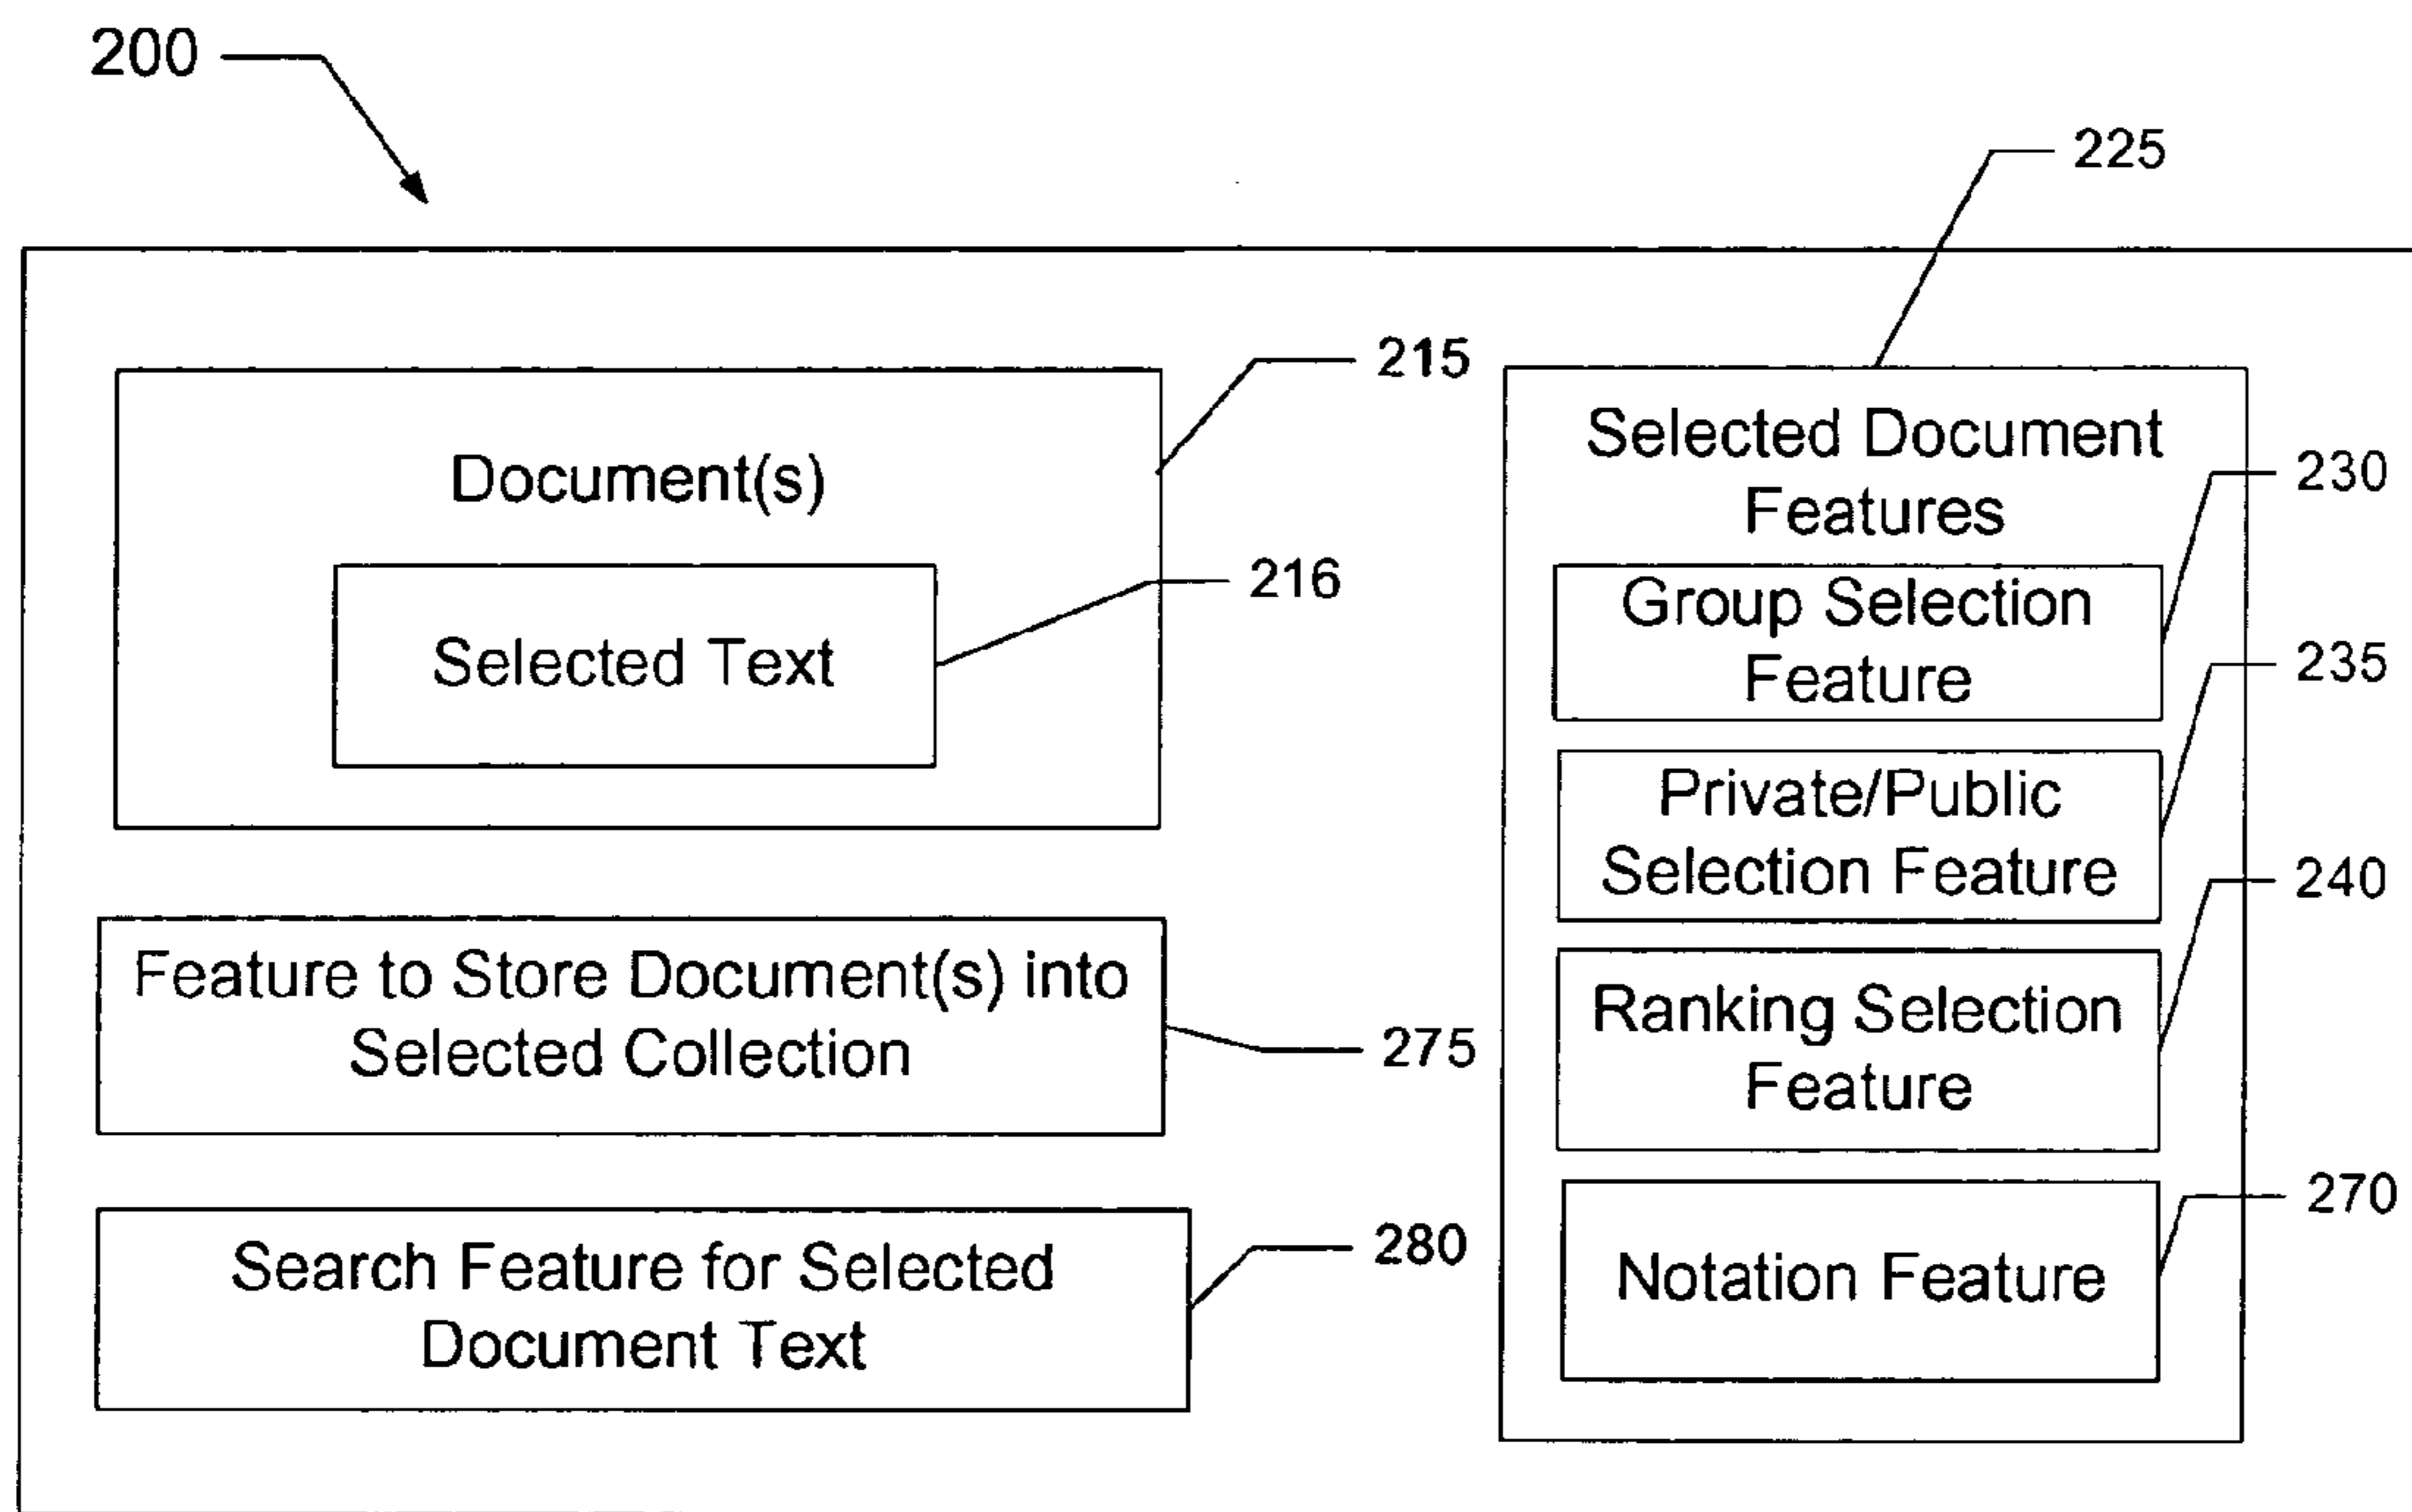 200
225
215
Document(s)
216
Selected Text
Selected Document
Features
230
Group Selection
Feature
235
Private/Public
Selection Feature
240
Ranking Selection
Feature
270
Notation Feature
Feature to Store Document(s) into
Selected Collection
275
Search Feature for Selected
Document Text
280